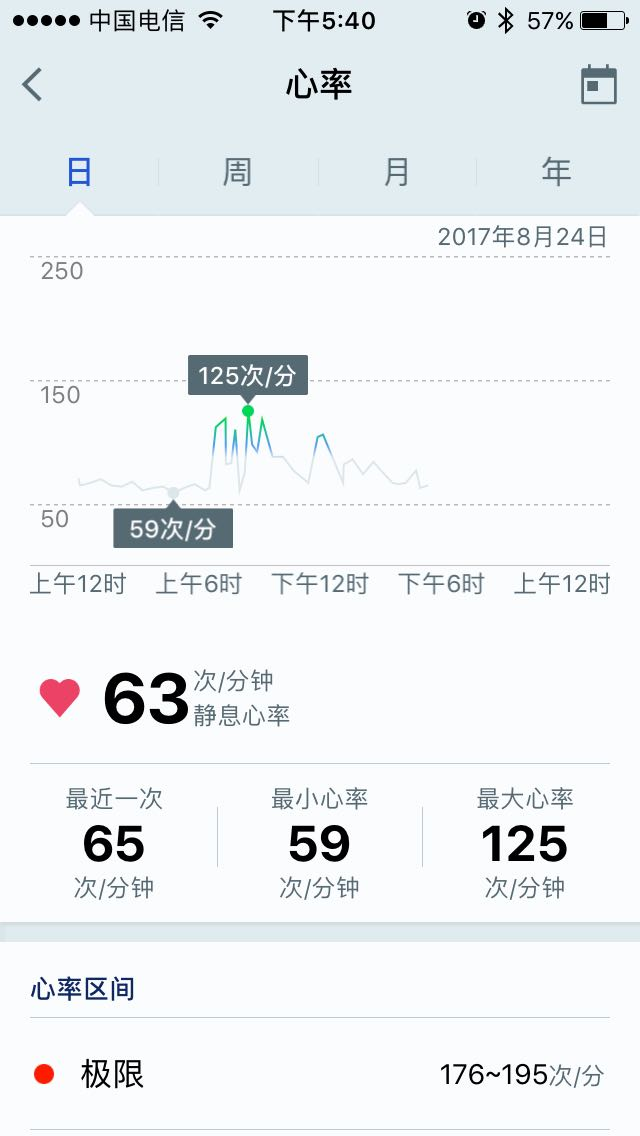 中国电信 下午5:40 57%
心率
日 周 月 年
2017年8月24日
250
125次/分
150
50
59次/分
上午12时 上午6时 下午12时 下午6时 上午12时
63 次/分钟
静息心率
最近一次 最小心率 最大心率
65 59 125
次/分钟 次/分钟 次/分钟
心率区间
极限 176~195次/分